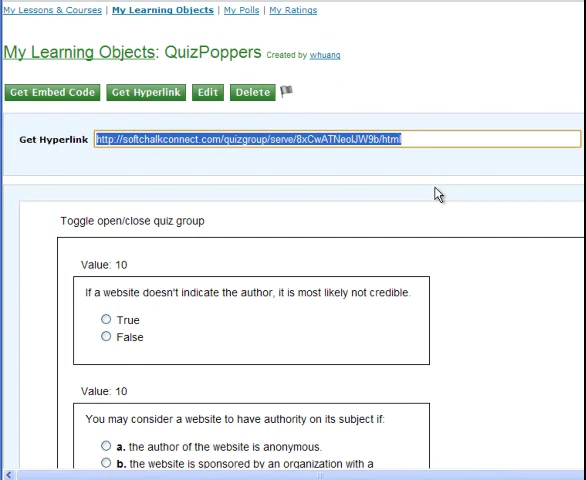 My Lessons & Courses | My Learning Objects | My Polls | My Ratings
My Learning Objects: QuizPoppers Created by whuang
Get Embed Code Get Hyperlink Edit Delete
Get Hyperlink http://softchalkconnect.com/quizgroup/serve/8xCwATNeolJW9b/html
Toggle open/close quiz group
Value: 10
If a website doesn't indicate the author, it is most likely not credible.
True
False
Value: 10
You may consider a website to have authority on its subject if:
a. the author of the website is anonymous.
b. the website is sponsored by an organization with a